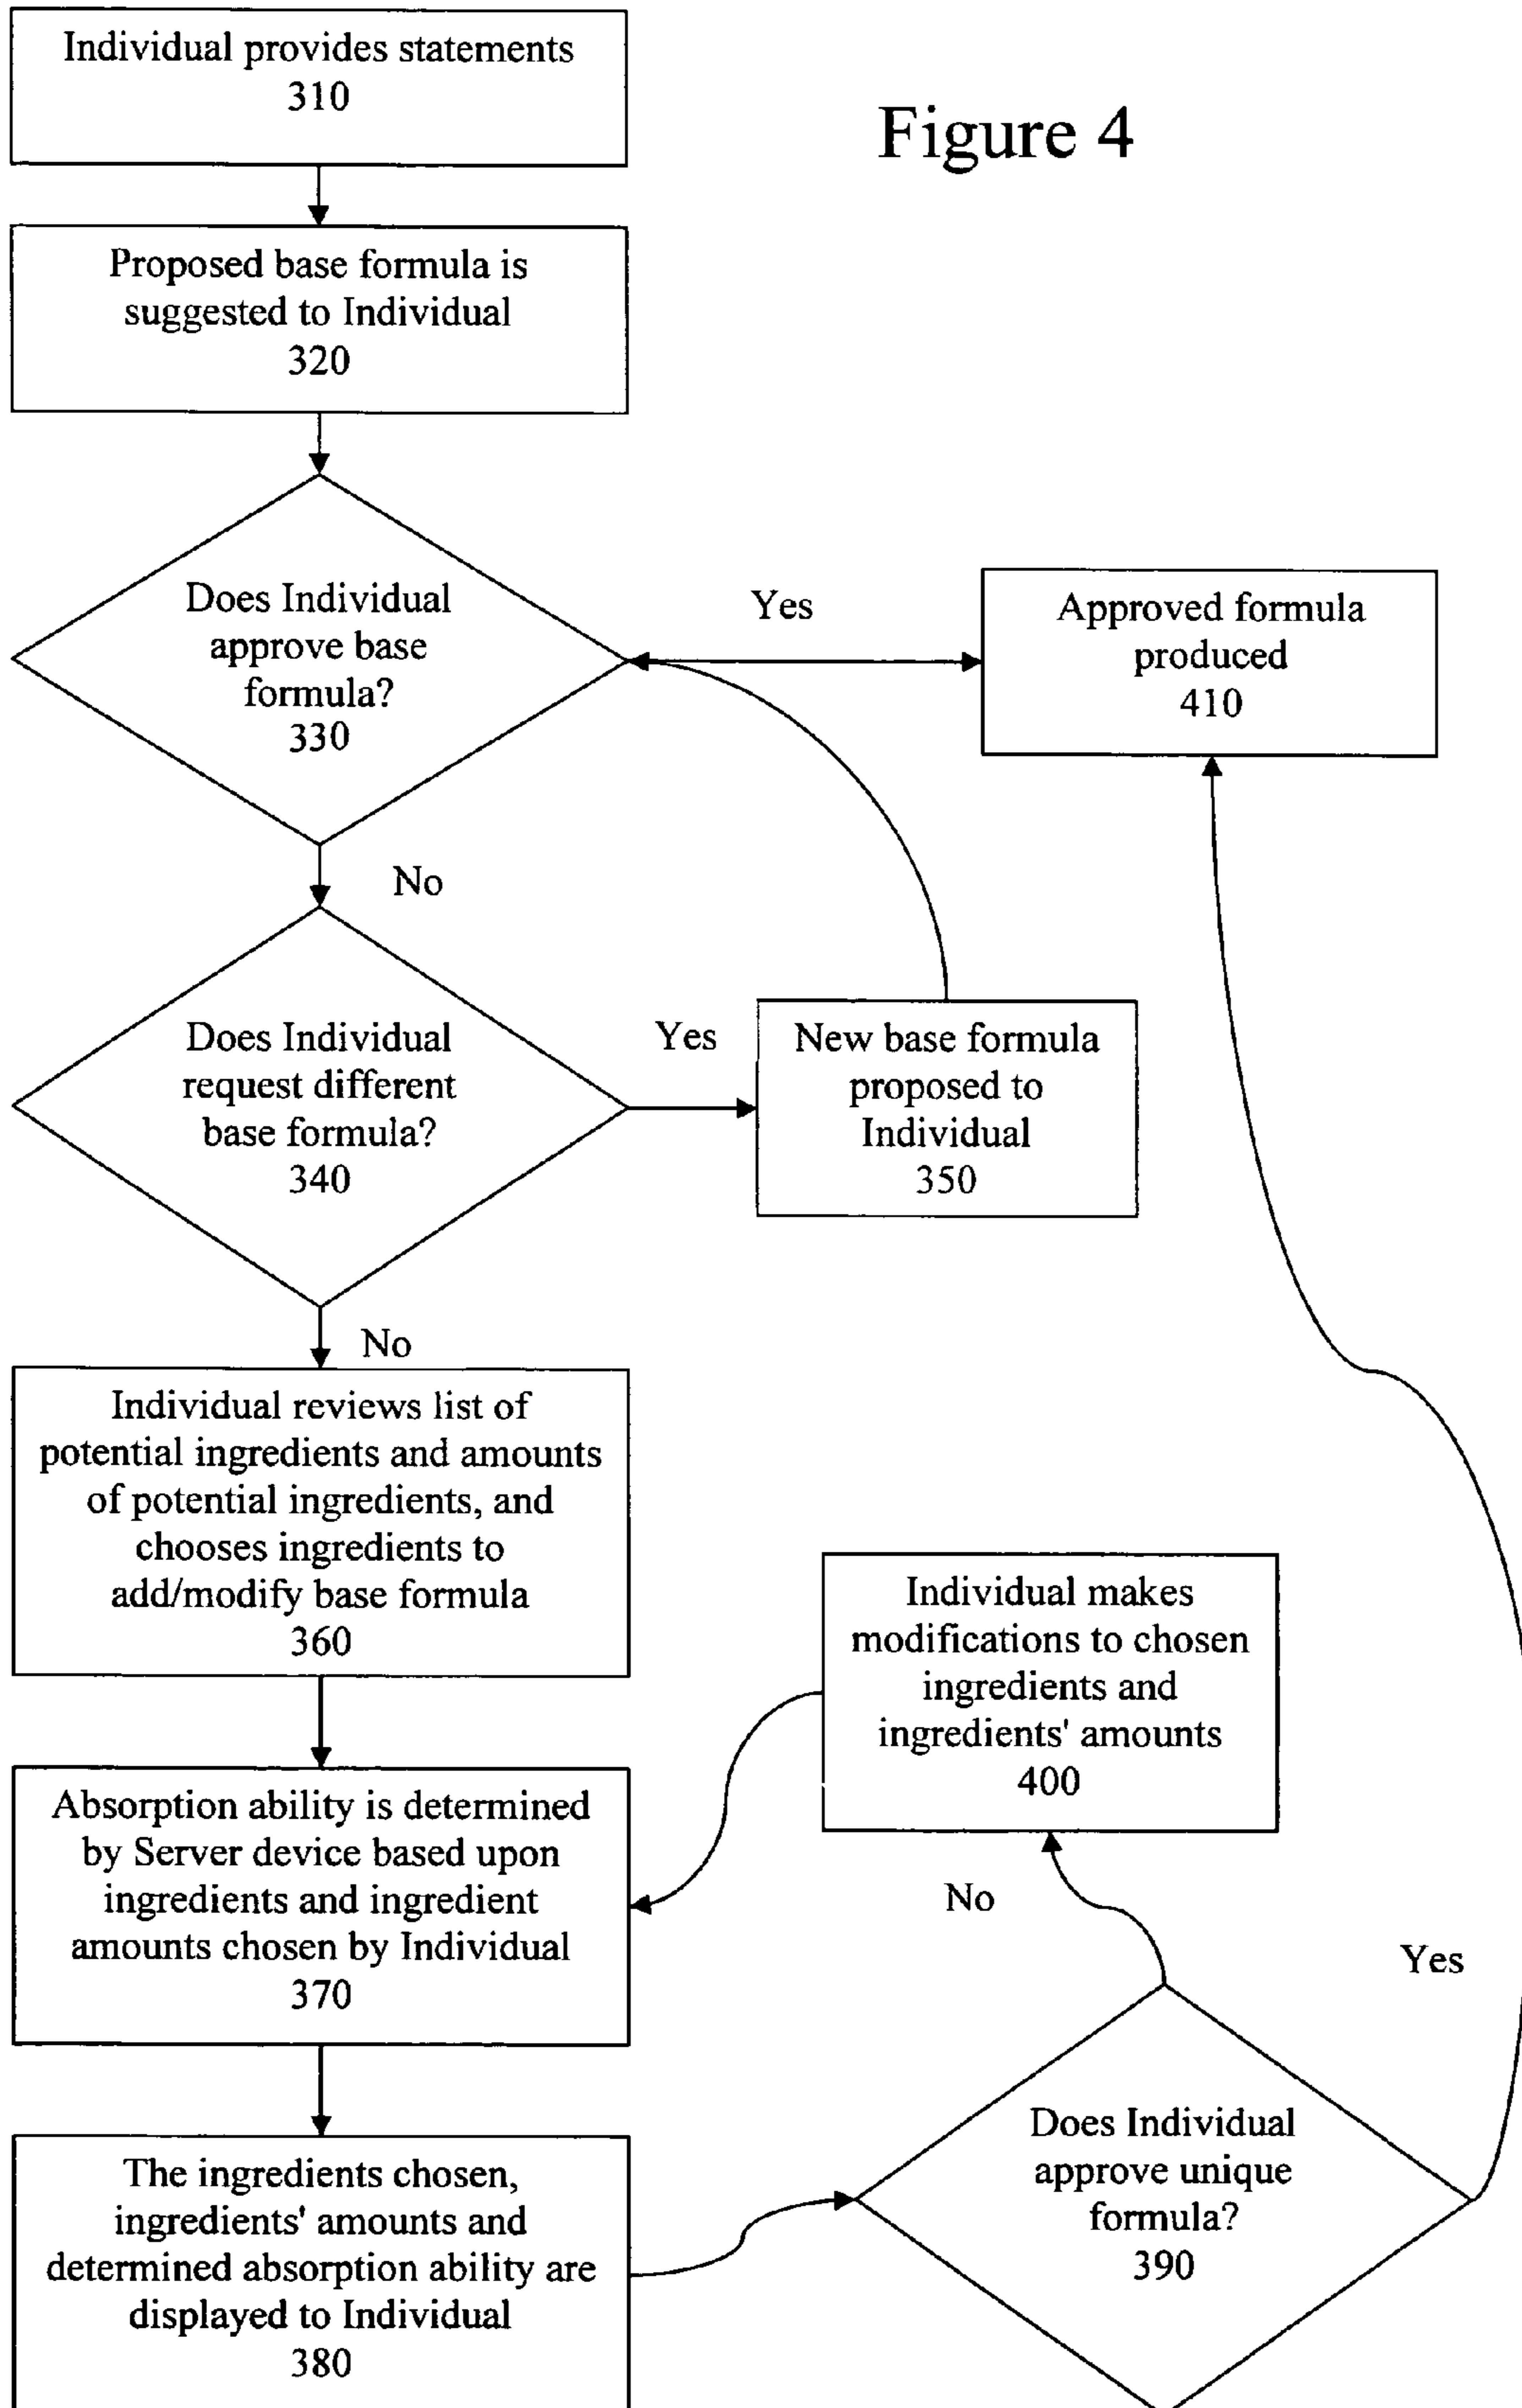 Figure 4
Individual provides statements
310
Proposed base formula is
suggested to Individual
320
Does Individual
approve base
formula?
330
Yes
Approved formula
produced
410
No
Does Individual
request different
base formula?
340
Yes
New base formula
proposed to
Individual
350
No
Individual reviews list of
potential ingredients and amounts
of potential ingredients, and
chooses ingredients to
add/modify base formula
360
Individual makes
modifications to chosen
ingredients and
ingredients' amounts
400
Absorption ability is determined
by Server device based upon
ingredients and ingredient
amounts chosen by Individual
370
No
Yes
The ingredients chosen,
ingredients' amounts and
determined absorption ability are
displayed to Individual
380
Does Individual
approve unique
formula?
390